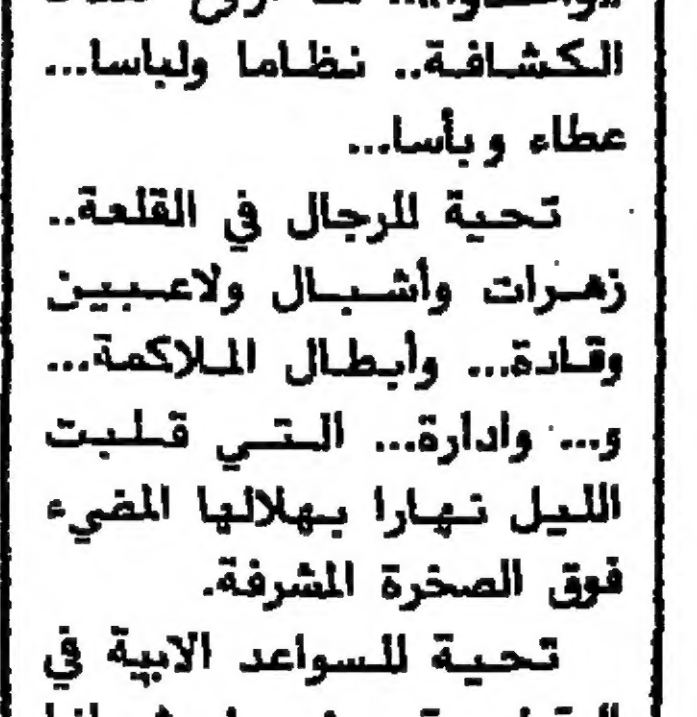 الكشافة.. نظاما ولباسا...
عطاء وبأسا...
تحية للرجال في القلعة..
زهرات وأشبال ولاعبين
وقادة... وأبطال الملاكمة...
و... وادارة... التي قلبت
الليل نهارا بهلالها المضيء
فوق الصخرة المشرفة.
تحية للسواعد الابية في